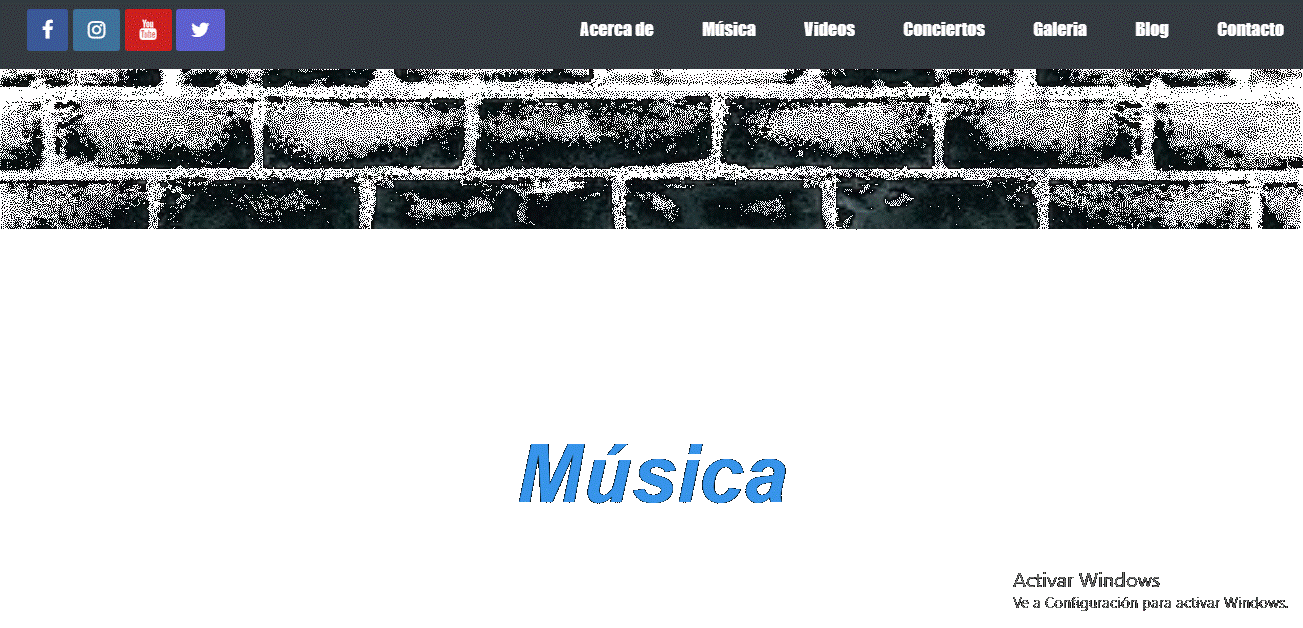 You Tube Acerca de Música Videos Conciertos Galeria Blog Contacto
Música
Activar Windows
Ve a Configuración para activar Windows.